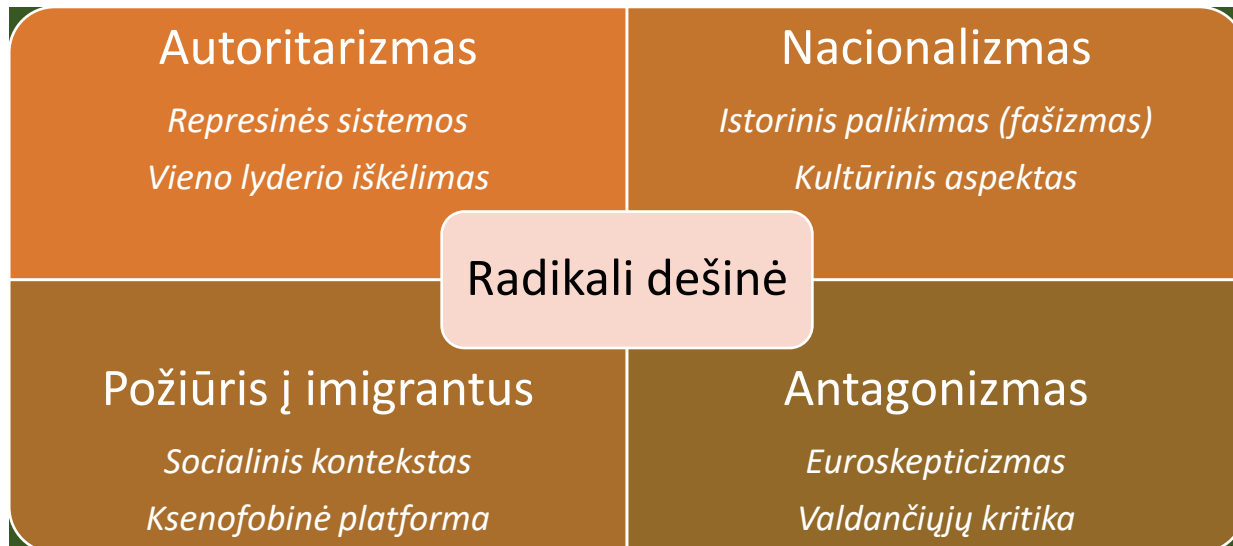 Autoritarizmas
Represinės sistemos
Vieno lyderio iškėlimas
Nacionalizmas
Istorinis palikimas (fašizmas)
Kultūrinis aspektas
Radikali dešinė
Požiūris į imigrantus
Socialinis kontekstas
Ksenofobinė platforma
Antagonizmas
Euroskepticizmas
Valdančiųjų kritika